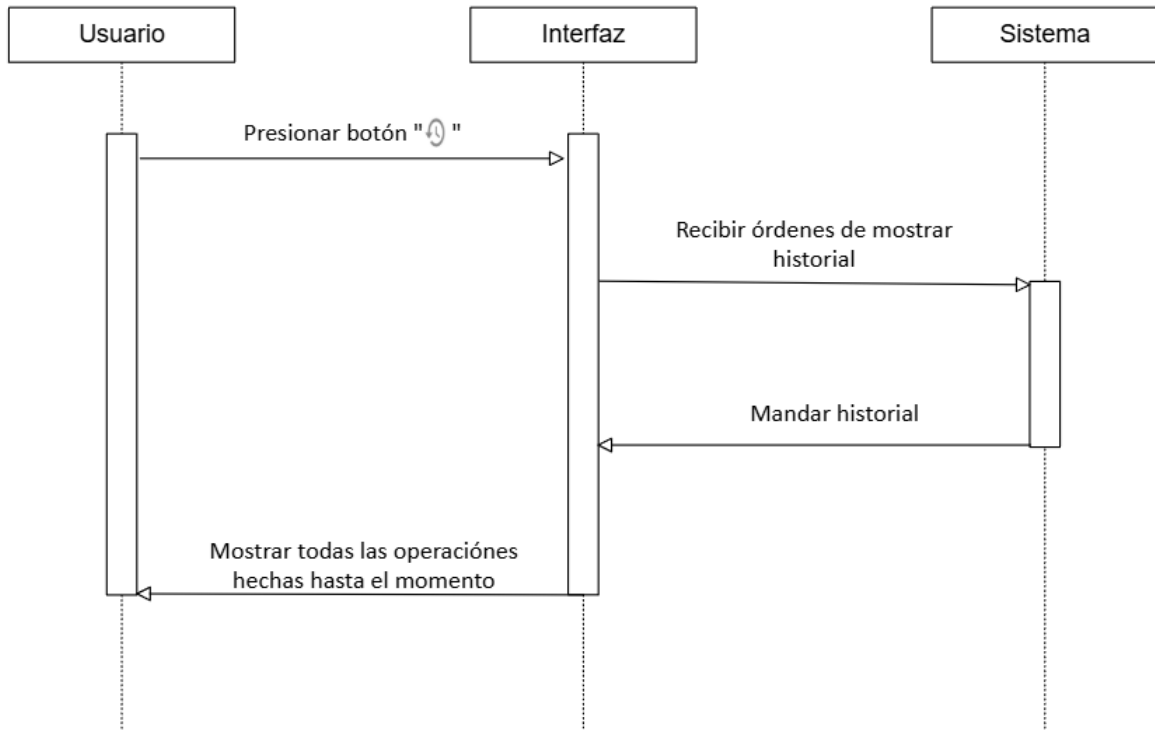 Usuario
Interfaz
Sistema
Presionar botón " "
Recibir órdenes de mostrar
historial
Mandar historial
Mostrar todas las operaciónes
hechas hasta el momento